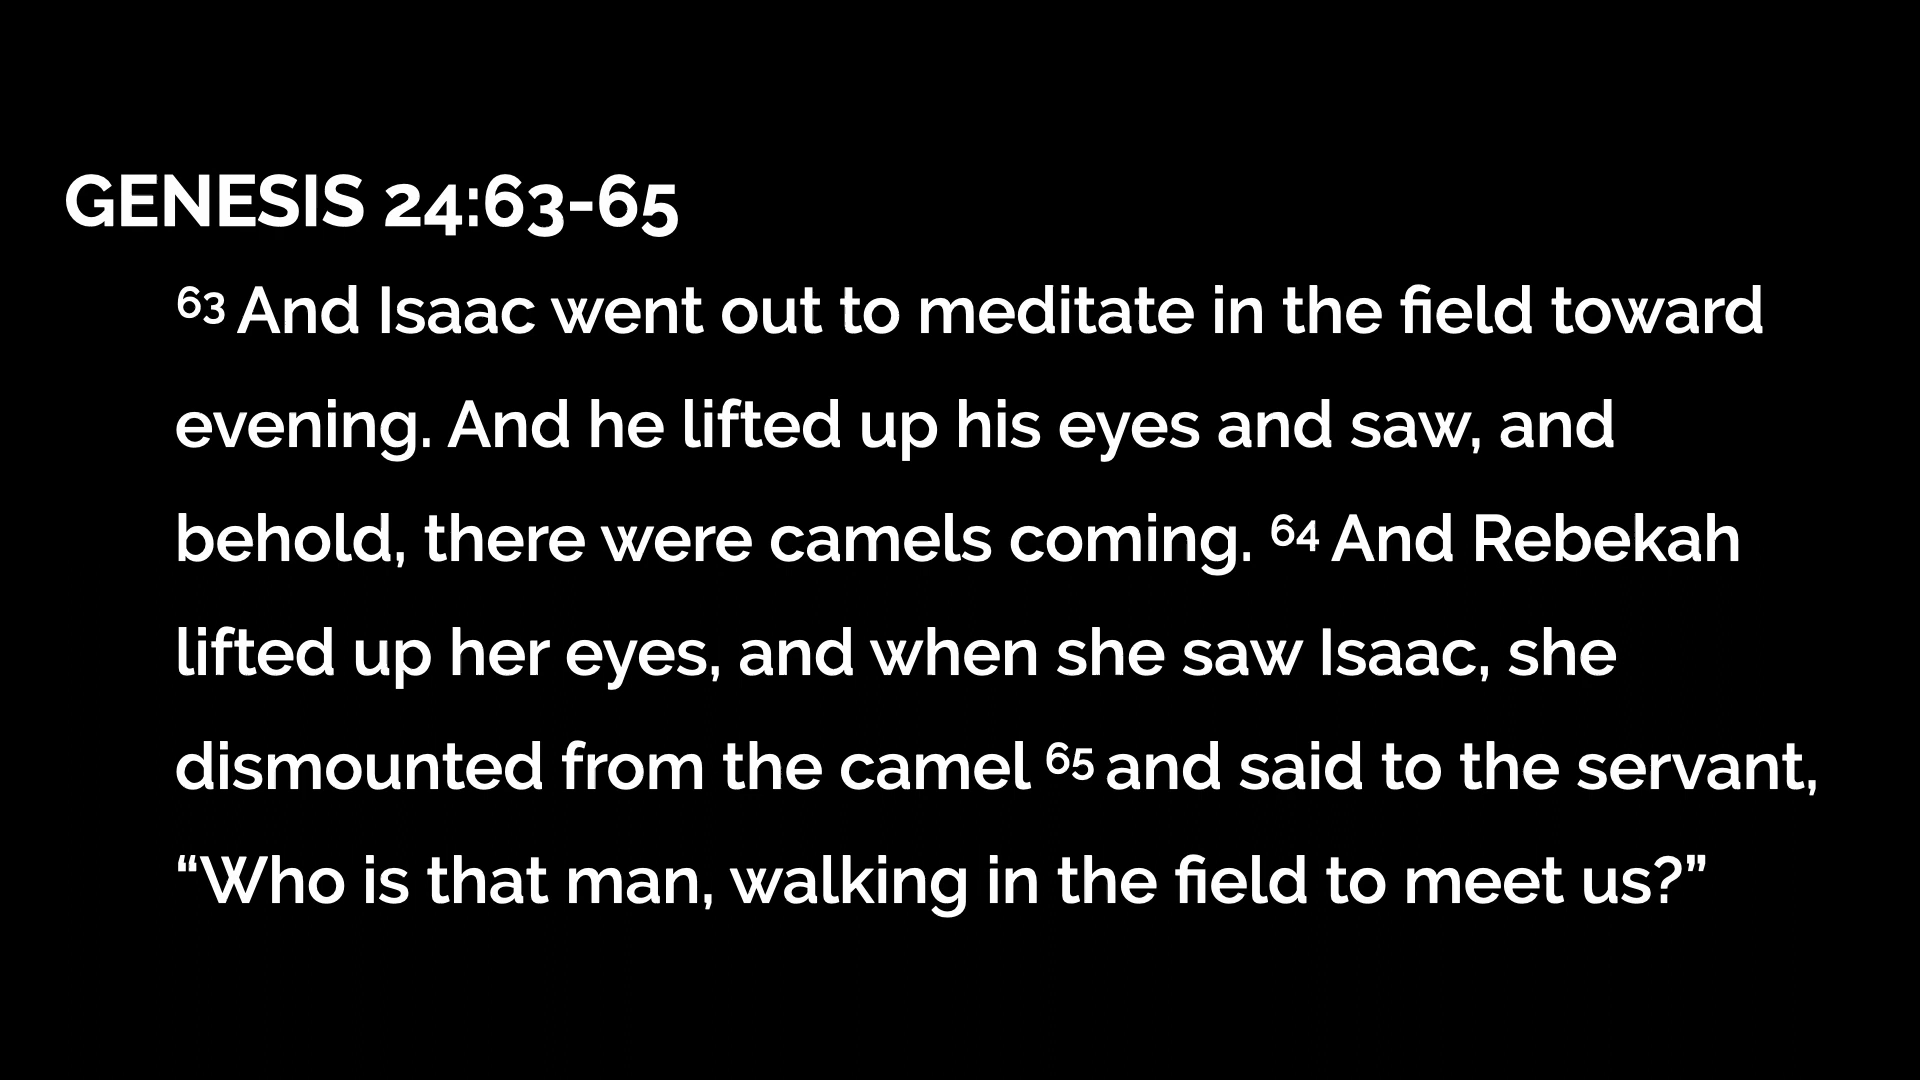 GENESIS 24:63-65
63 And Isaac went out to meditate in the field toward
evening. And he lifted up his eyes and saw, and
behold, there were camels coming. 64 And Rebekah
lifted up her eyes, and when she saw Isaac, she
dismounted from the camel 65 and said to the servant,
“Who is that man, walking in the field to meet us?”